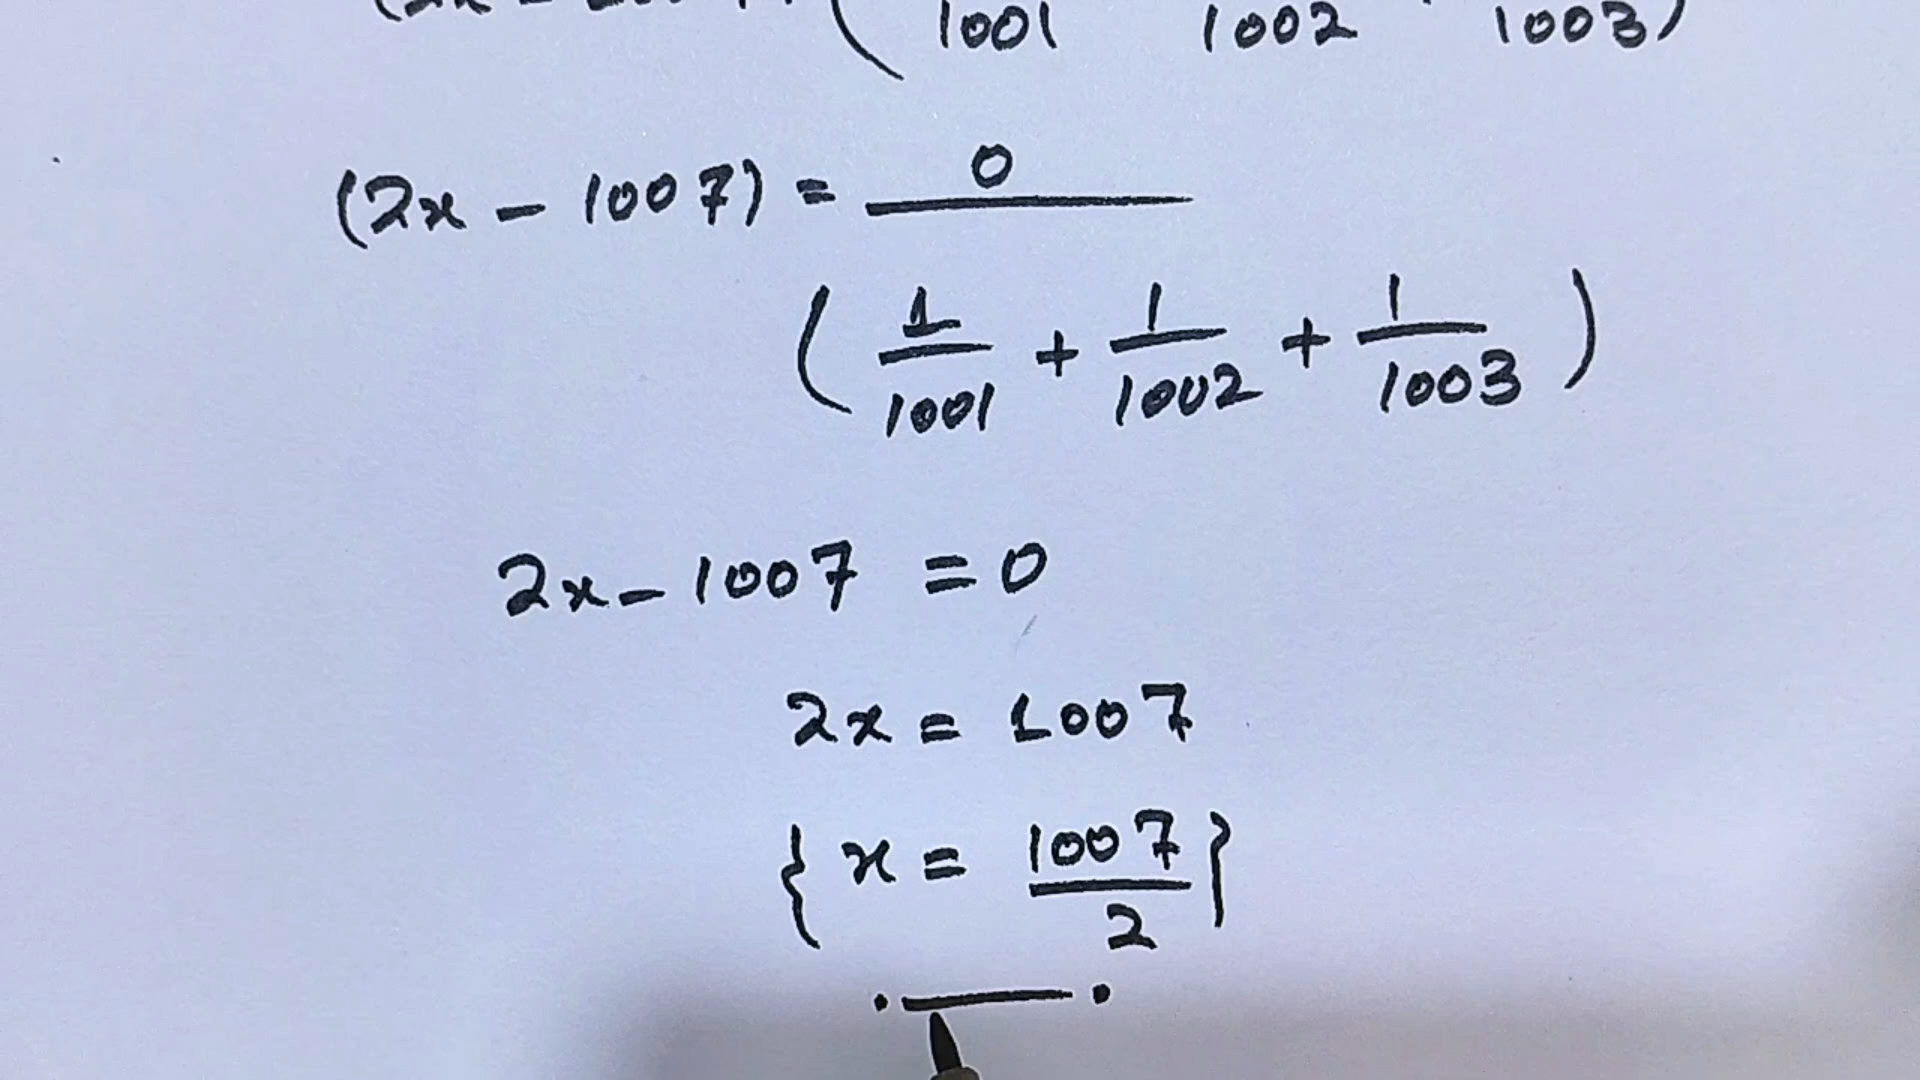 1001 1002 1003)
(2x - 1007) = 0/(1/1001 + 1/1002 + 1/1003)
2x - 1007 = 0
2x = 1007
{ x = 1007/2 }